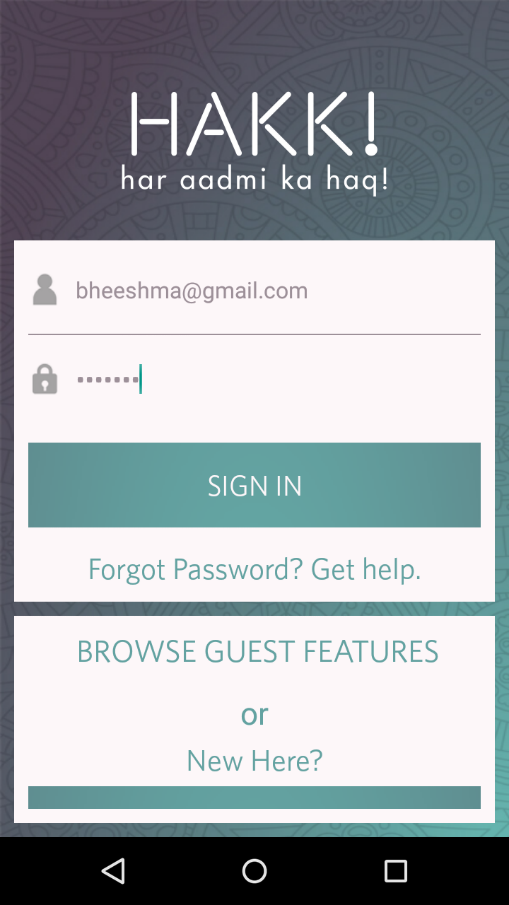 HAKK!
har aadmi ka haq!
bheeshma@gmail.com
•••••••
SIGN IN
Forgot Password? Get help.
BROWSE GUEST FEATURES
or
New Here?